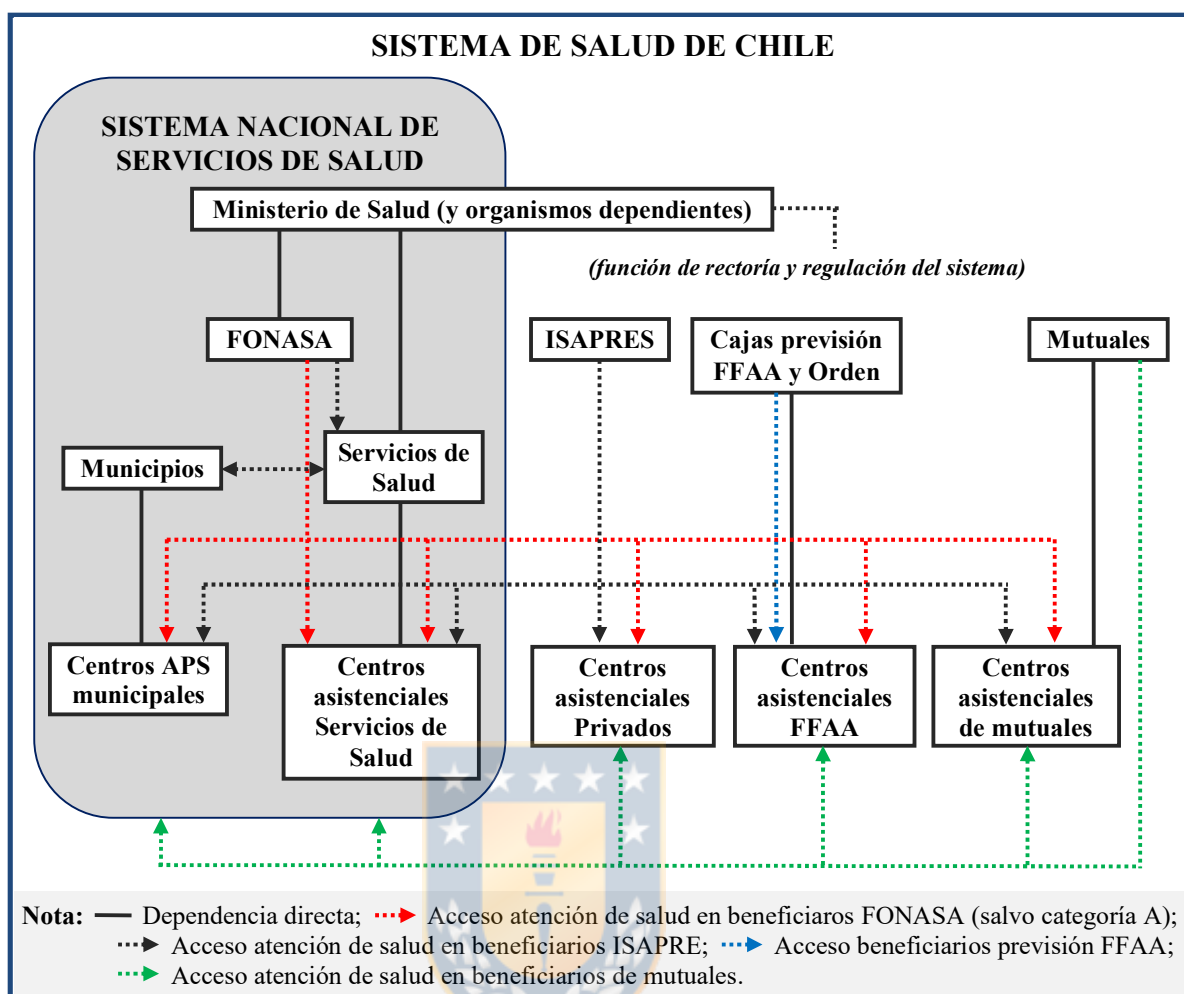 SISTEMA DE SALUD DE CHILE
SISTEMA NACIONAL DE
SERVICIOS DE SALUD
Ministerio de Salud (y organismos dependientes)
(función de rectoría y regulación del sistema)
FONASA
ISAPRES
Cajas previsión
FFAA y Orden
Mutuales
Municipios
Servicios de
Salud
Centros APS
municipales
Centros
asistenciales
Servicios de
Salud
Centros
asistenciales
Privados
Centros
asistenciales
FFAA
Centros
asistenciales
de mutuales
Nota: Dependencia directa; Acceso atención de salud en beneficiaros FONASA (salvo categoría A);
Acceso atención de salud en beneficiarios ISAPRE; Acceso beneficiarios previsión FFAA;
Acceso atención de salud en beneficiarios de mutuales.